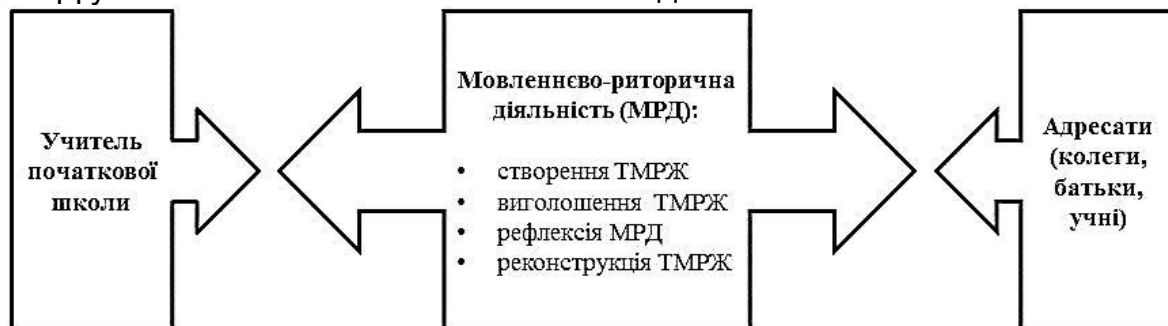 Учитель
початкової
школи
Мовленнєво-риторична
діяльність (МРД):
• створення ТМРЖ
• виголошення ТМРЖ
• рефлексія МРД
• реконструкція ТМРЖ
Адресати
(колеги,
батьки,
учні)